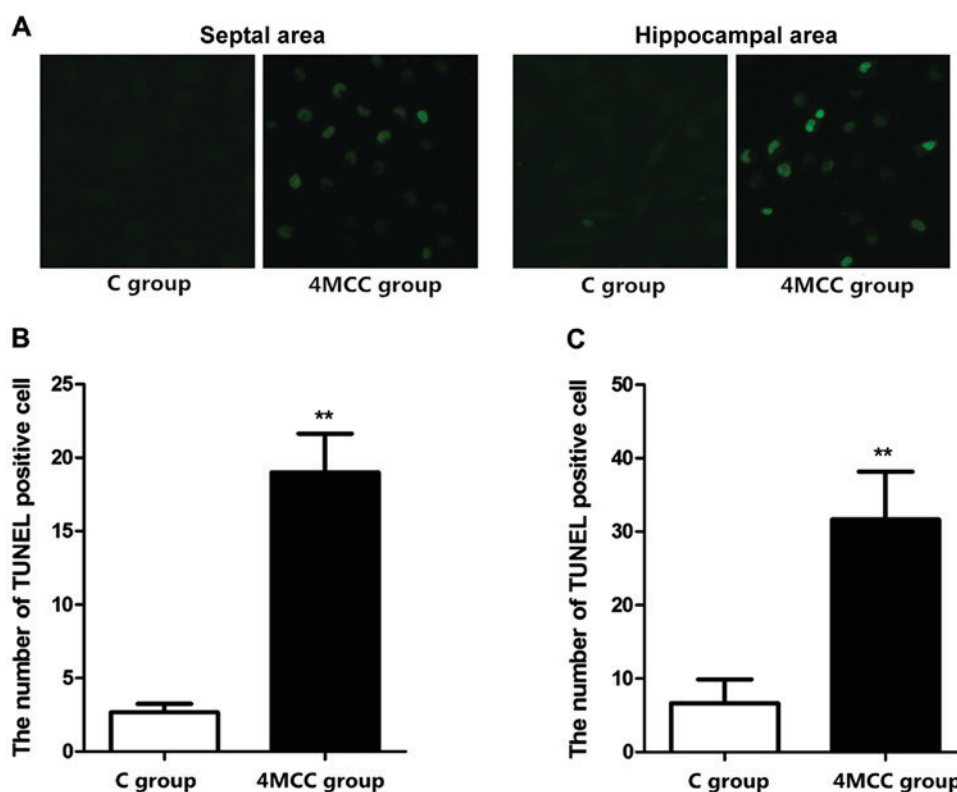 A
Septal area
Hippocampal area
C group
4MCC group
C group
4MCC group
B
The number of TUNEL positive cell
25
20
15
10
5
0
**
C group
4MCC group
C
The number of TUNEL positive cell
50
40
30
20
10
0
**
C group
4MCC group